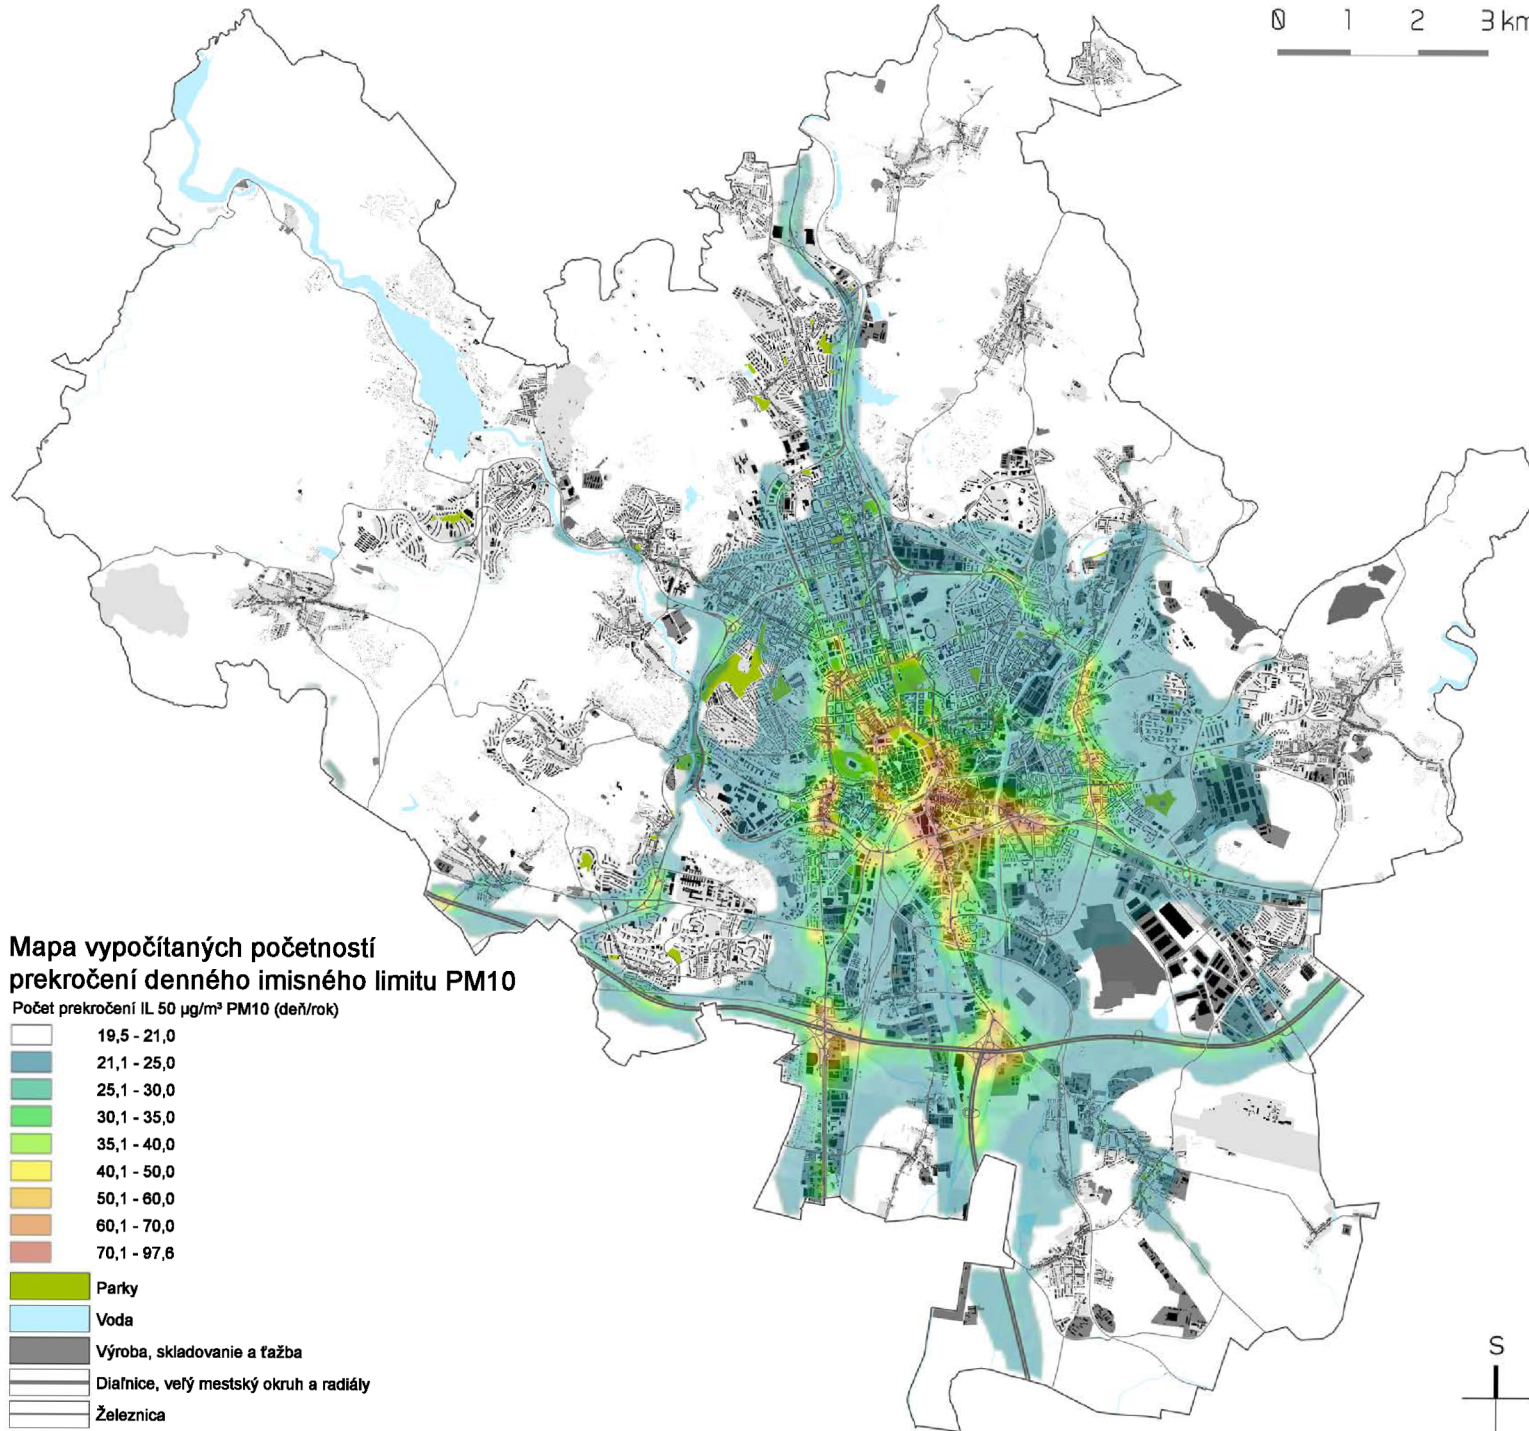 0 1 2 3 km
Mapa vypočítaných početností
prekročení denného imisného limitu PM10
Počet prekročení IL 50 µg/m³ PM10 (deň/rok)
19,5 - 21,0
21,1 - 25,0
25,1 - 30,0
30,1 - 35,0
35,1 - 40,0
40,1 - 50,0
50,1 - 60,0
60,1 - 70,0
70,1 - 97,6
Parky
Voda
Výroba, skladovanie a ťažba
Diaľnice, veľý mestský okruh a radiály
Železnica
S